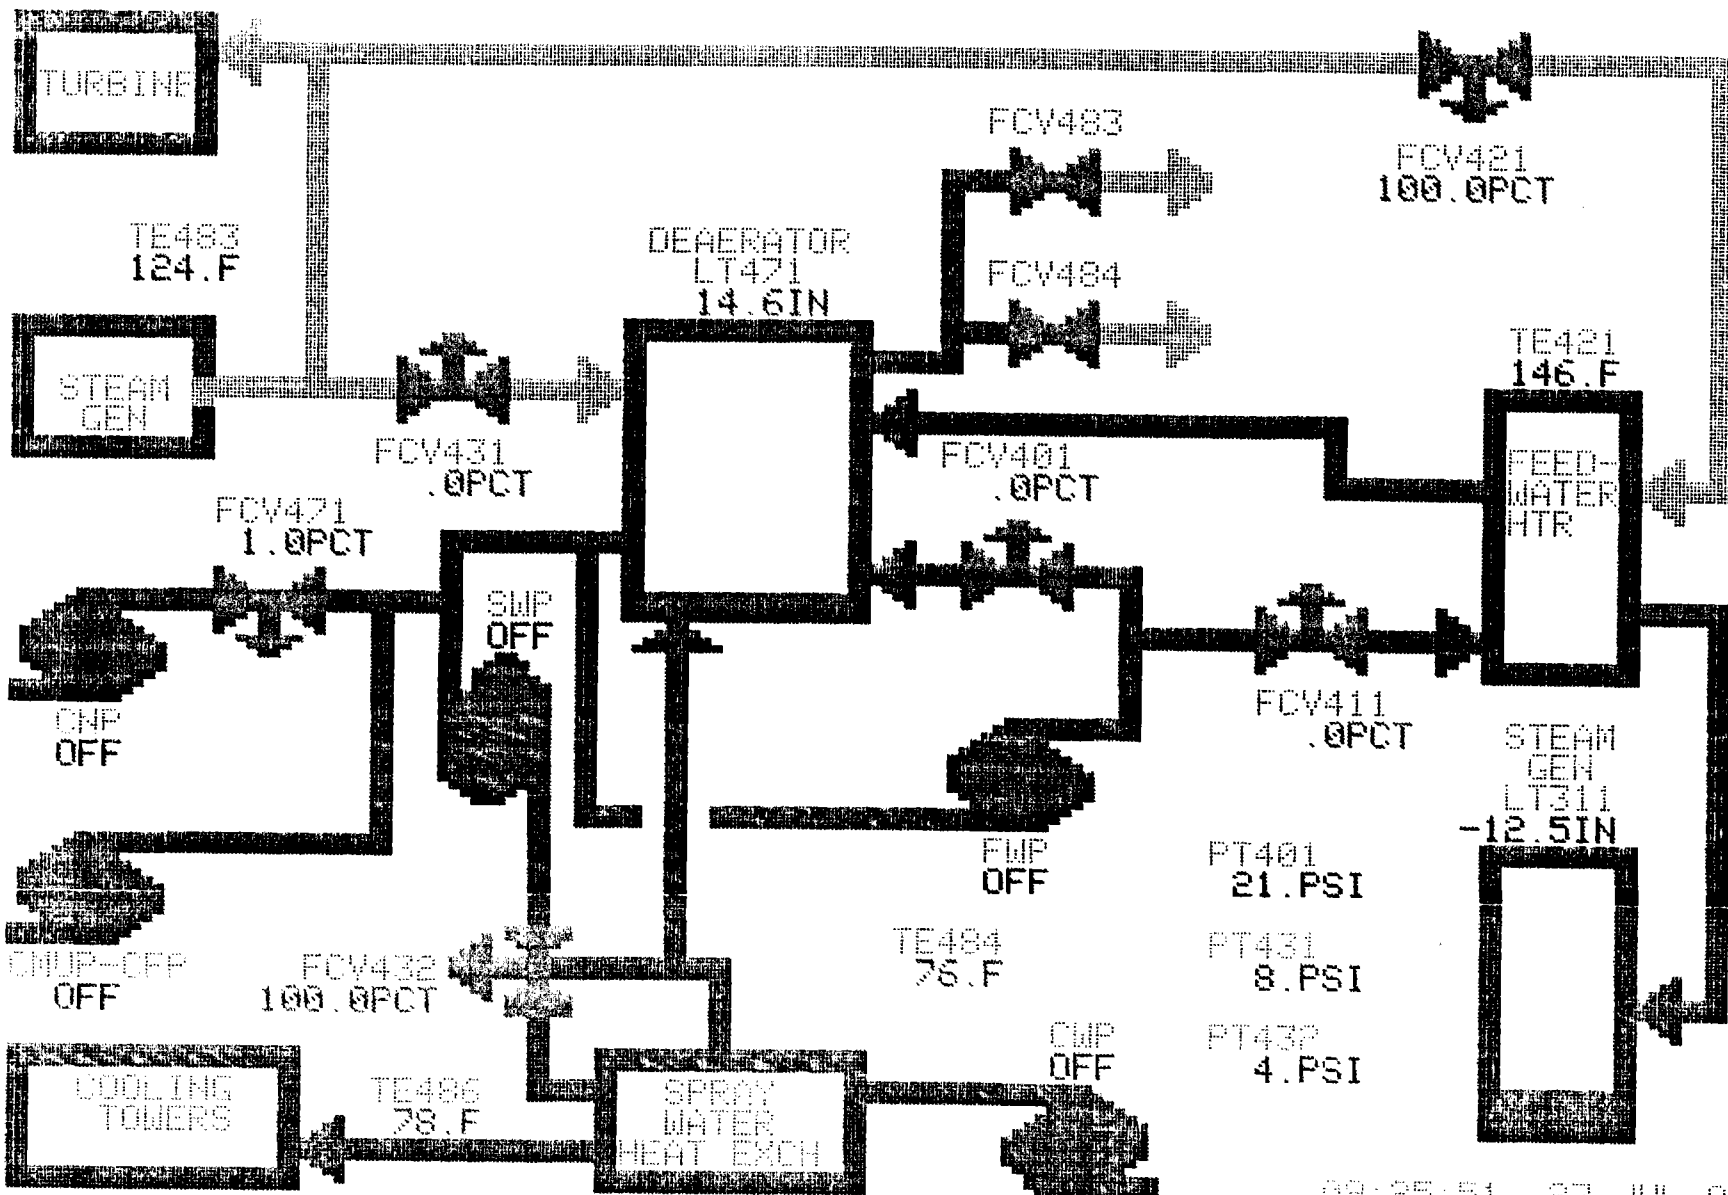 TURBINE
FCV483
FCV421
100.0PCT
TE483
124.F
DEAERATOR
LT471
14.6IN
FCV484
TE421
146.F
STEAM
GEN
FCV431
.0PCT
FCV401
.0PCT
FEED-
WATER
HTR
FCV471
1.0PCT
SWP
OFF
CNP
OFF
FCV411
.0PCT
STEAM
GEN
LT311
-12.5IN
FWP
OFF
PT401
21.PSI
CMUP-CFP
OFF
FCV432
100.0PCT
TE484
76.F
PT431
8.PSI
CWP
OFF
PT432
4.PSI
COOLING
TOWERS
TE486
78.F
SPRAY
WATER
HEAT EXCH